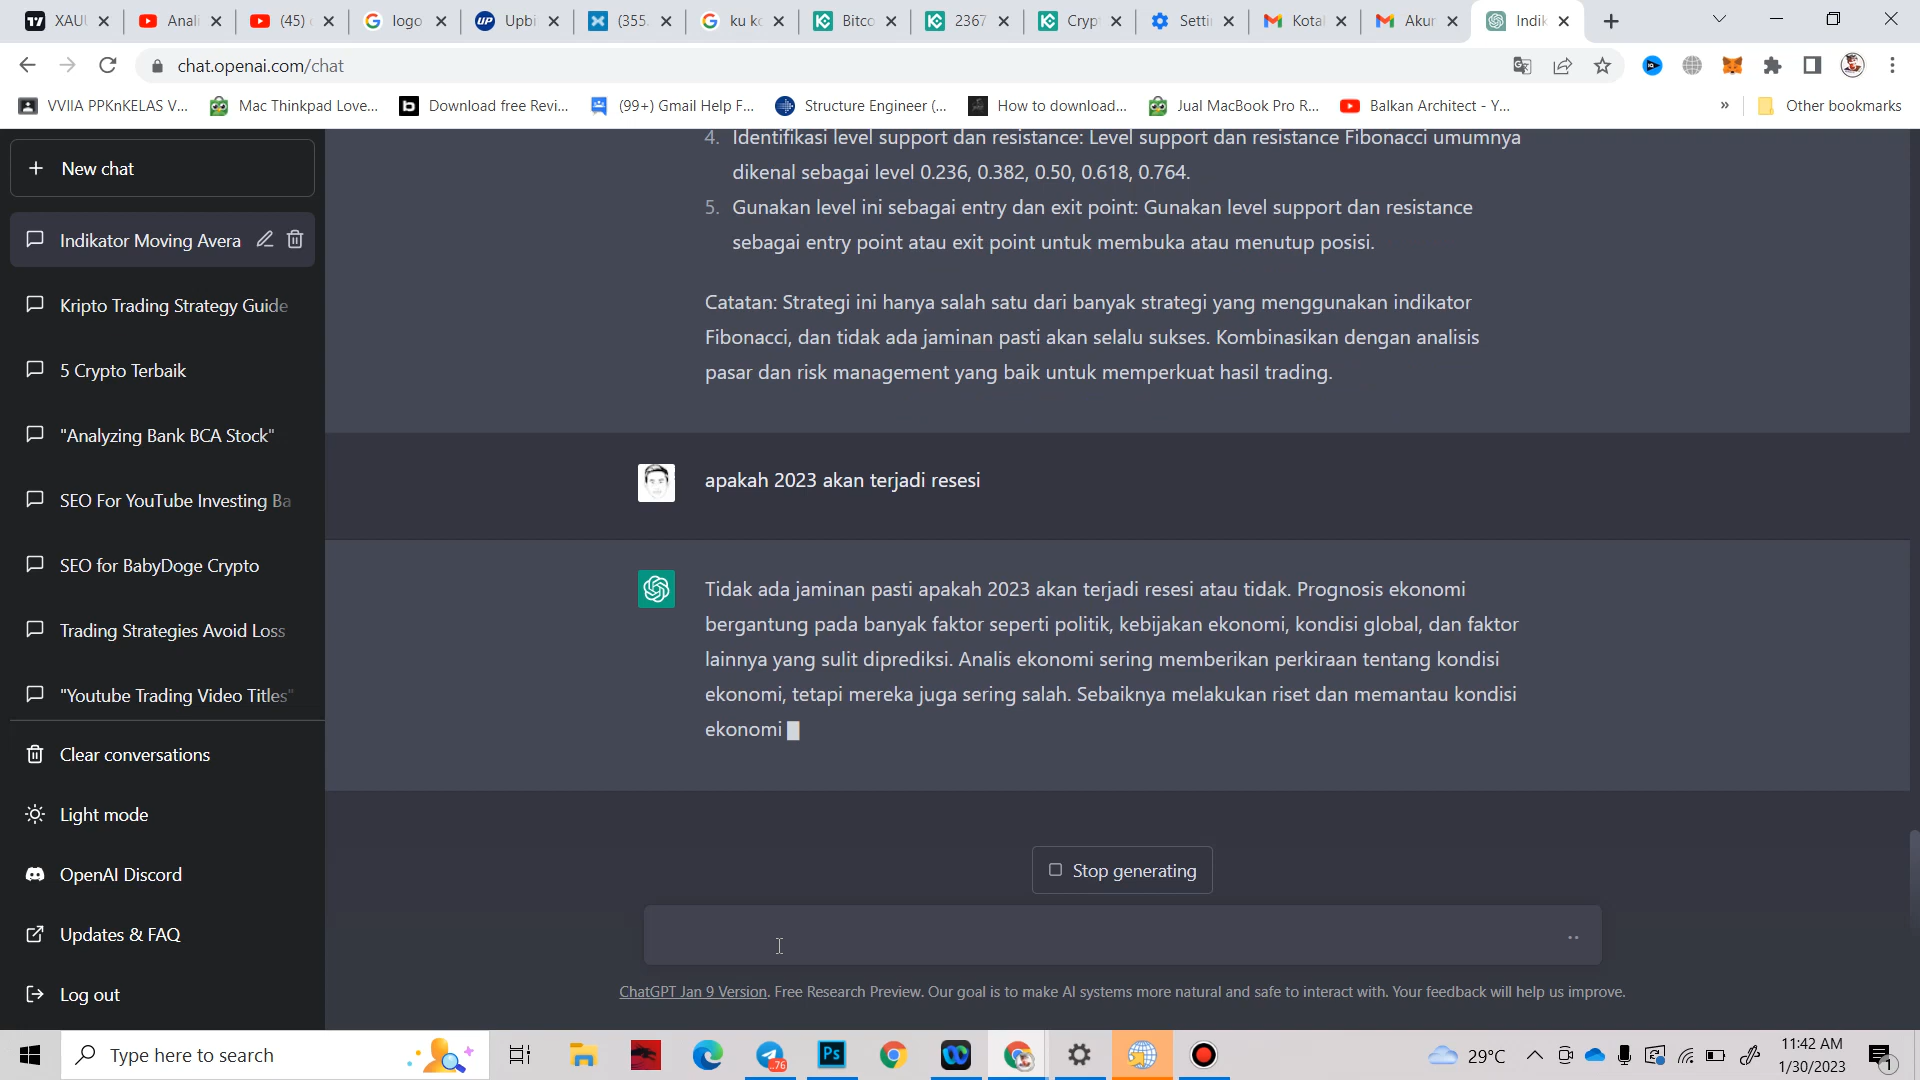 XAUU
Anali
(45)
logo
Upbi
(355.
ku ko
Bitco
2367
Cryp
Setti
Kotal
Akun
Indik
chat.openai.com/chat
VVIIA PPKnKELAS V...
Mac Thinkpad Love...
Download free Revi...
(99+) Gmail Help F...
Structure Engineer (...
How to download...
Jual MacBook Pro R...
Balkan Architect - Y...
»
Other bookmarks
New chat
Indikator Moving Avera
Kripto Trading Strategy Guide
5 Crypto Terbaik
"Analyzing Bank BCA Stock"
SEO For YouTube Investing Ba
SEO for BabyDoge Crypto
Trading Strategies Avoid Loss
"Youtube Trading Video Titles"
Clear conversations
Light mode
OpenAI Discord
Updates & FAQ
Log out
4. Identifikasi level support dan resistance: Level support dan resistance Fibonacci umumnya
dikenal sebagai level 0.236, 0.382, 0.50, 0.618, 0.764.
5. Gunakan level ini sebagai entry dan exit point: Gunakan level support dan resistance
sebagai entry point atau exit point untuk membuka atau menutup posisi.
Catatan: Strategi ini hanya salah satu dari banyak strategi yang menggunakan indikator
Fibonacci, dan tidak ada jaminan pasti akan selalu sukses. Kombinasikan dengan analisis
pasar dan risk management yang baik untuk memperkuat hasil trading.
apakah 2023 akan terjadi resesi
Tidak ada jaminan pasti apakah 2023 akan terjadi resesi atau tidak. Prognosis ekonomi
bergantung pada banyak faktor seperti politik, kebijakan ekonomi, kondisi global, dan faktor
lainnya yang sulit diprediksi. Analis ekonomi sering memberikan perkiraan tentang kondisi
ekonomi, tetapi mereka juga sering salah. Sebaiknya melakukan riset dan memantau kondisi
ekonomi
Stop generating
ChatGPT Jan 9 Version. Free Research Preview. Our goal is to make AI systems more natural and safe to interact with. Your feedback will help us improve.
Type here to search
..76
Ps
29°C
11:42 AM
1/30/2023
1